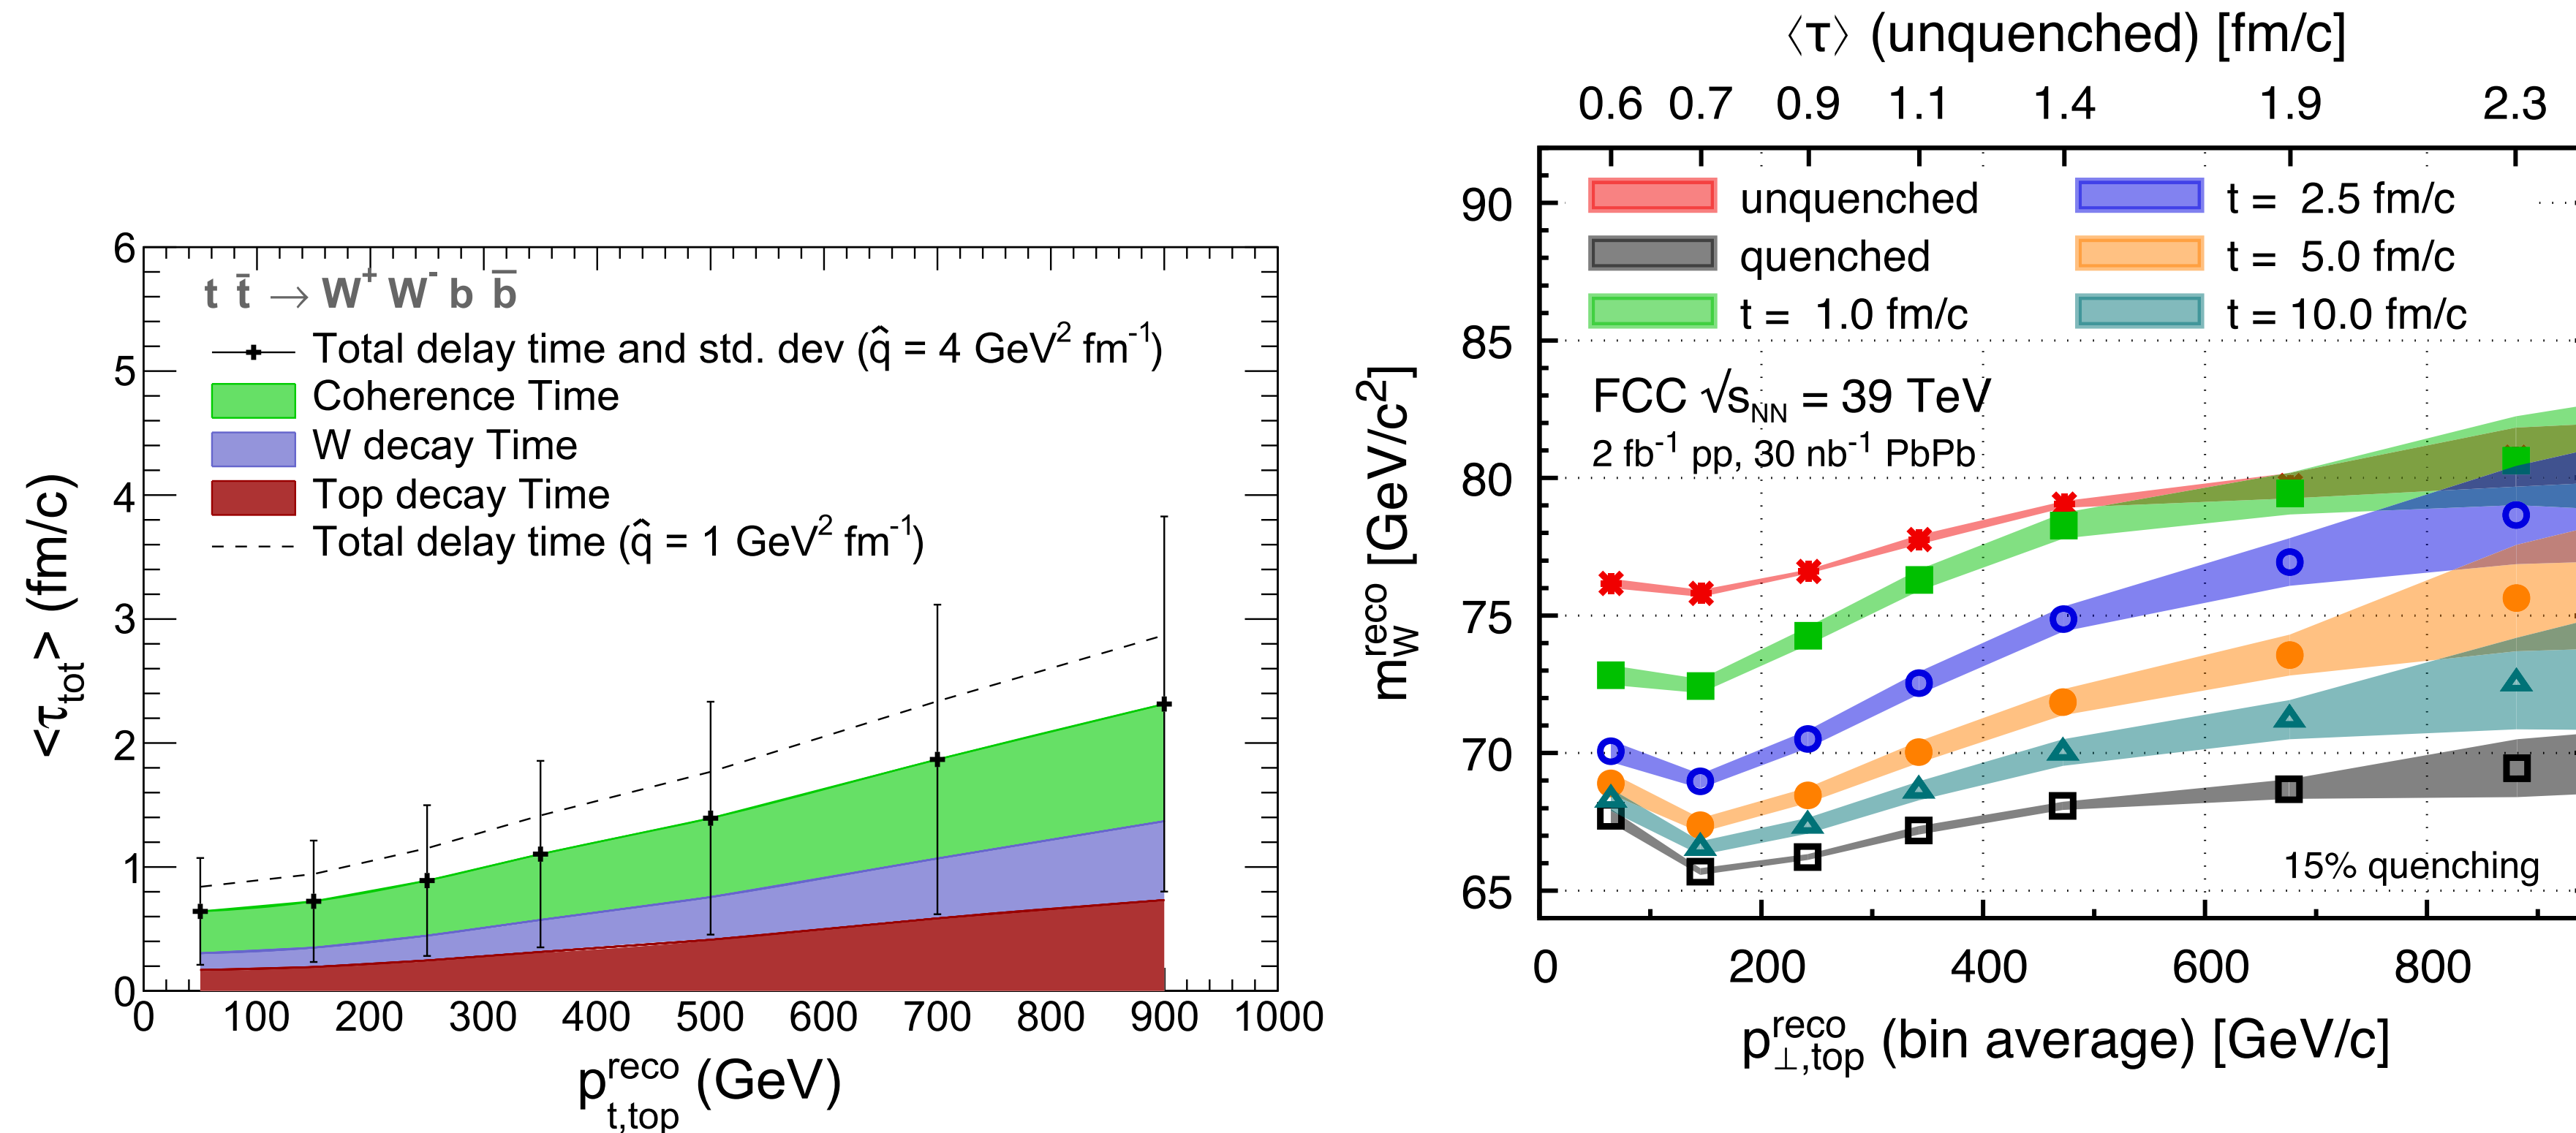 6
5
4
3
2
1
0
<τ_tot> (fm/c)
t t̄ → W⁺ W⁻ b b̄
Total delay time and std. dev (q̂ = 4 GeV² fm⁻¹)
Coherence Time
W decay Time
Top decay Time
Total delay time (q̂ = 1 GeV² fm⁻¹)
0 100 200 300 400 500 600 700 800 900 1000
p_t,top^reco (GeV)
⟨τ⟩ (unquenched) [fm/c]
0.6 0.7 0.9 1.1 1.4 1.9 2.3
90
85
80
75
70
65
m_W^reco [GeV/c²]
unquenched
quenched
t = 1.0 fm/c
t = 2.5 fm/c
t = 5.0 fm/c
t = 10.0 fm/c
FCC √s_NN = 39 TeV
2 fb⁻¹ pp, 30 nb⁻¹ PbPb
15% quenching
0 200 400 600 800
p_⊥,top^reco (bin average) [GeV/c]